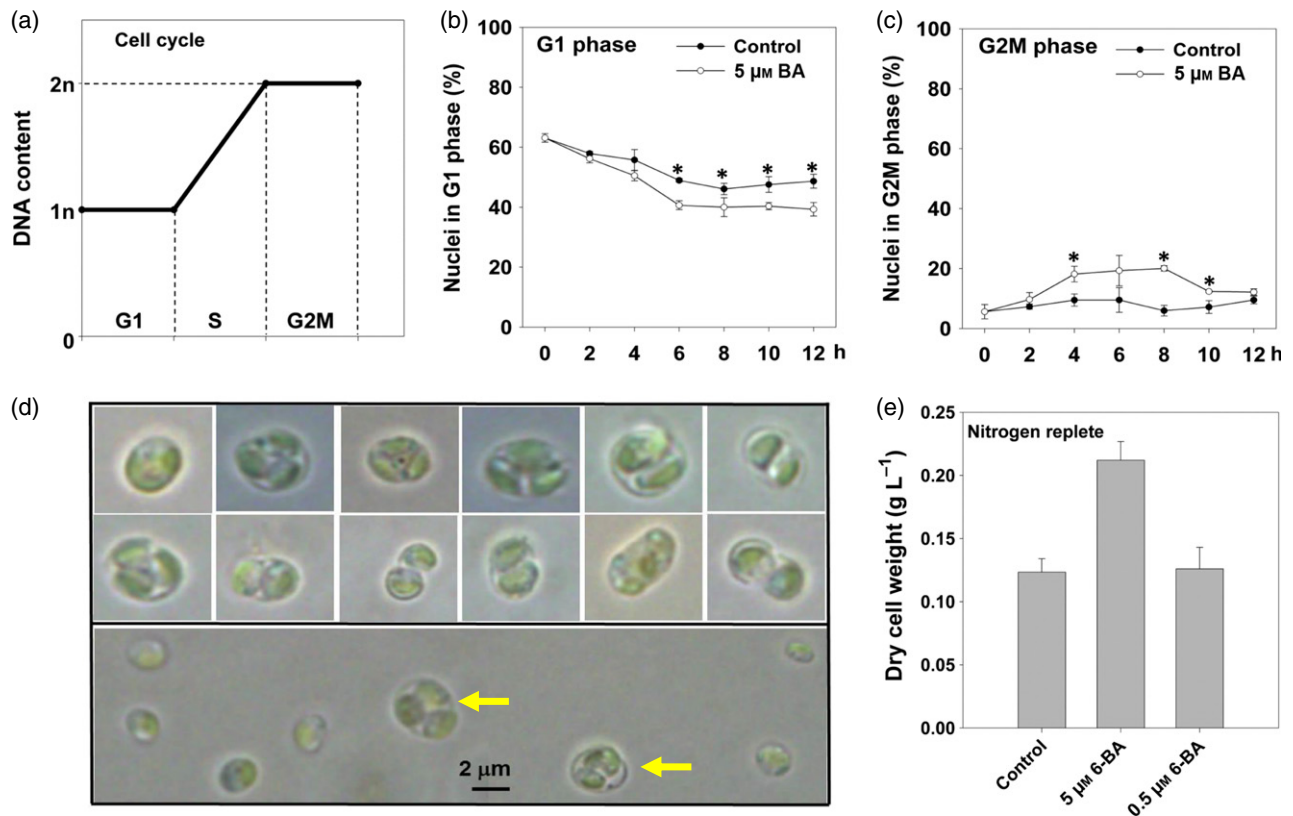 (a)
Cell cycle
DNA content
2n
1n
0
G1
S
G2M
(b)
G1 phase
Control
5 μM BA
Nuclei in G1 phase (%)
100
80
60
40
20
0
* * * *
0 2 4 6 8 10 12 h
(c)
G2M phase
Control
5 μM BA
Nuclei in G2M phase (%)
100
80
60
40
20
0
* * *
0 2 4 6 8 10 12 h
(d)
2 μm
(e)
Nitrogen replete
Dry cell weight (g L⁻¹)
0.25
0.20
0.15
0.10
0.05
0.00
Control
5 μM 6-BA
0.5 μM 6-BA